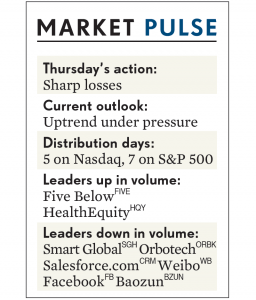 MARKET PULSE
Thursday's action:
Sharp losses
Current outlook:
Uptrend under pressure
Distribution days:
5 on Nasdaq, 7 on S&P 500
Leaders up in volume:
Five Below FIVE
HealthEquity HQY
Leaders down in volume:
Smart Global SGH Orbotech ORBK
Salesforce.com CRM Weibo WB
Facebook FB Baozun BZUN